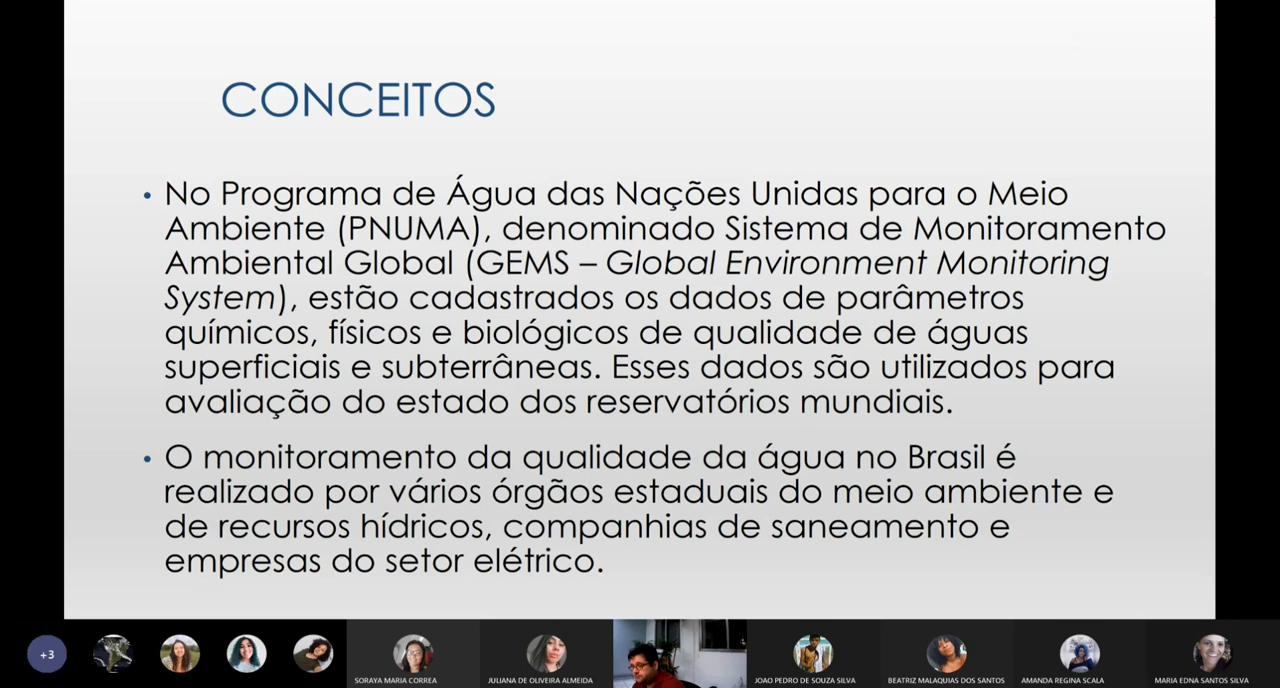 CONCEITOS
• No Programa de Água das Nações Unidas para o Meio
Ambiente (PNUMA), denominado Sistema de Monitoramento
Ambiental Global (GEMS – Global Environment Monitoring
System), estão cadastrados os dados de parâmetros
químicos, físicos e biológicos de qualidade de águas
superficiais e subterrâneas. Esses dados são utilizados para
avaliação do estado dos reservatórios mundiais.
• O monitoramento da qualidade da água no Brasil é
realizado por vários órgãos estaduais do meio ambiente e
de recursos hídricos, companhias de saneamento e
empresas do setor elétrico.
+3
SORAYA MARIA CORREA
JULIANA DE OLIVEIRA ALMEIDA
JOAO PEDRO DE SOUZA SILVA
BEATRIZ MALAQUIAS DOS SANTOS
AMANDA REGINA SCALA
MARIA EDNA SANTOS SILVA